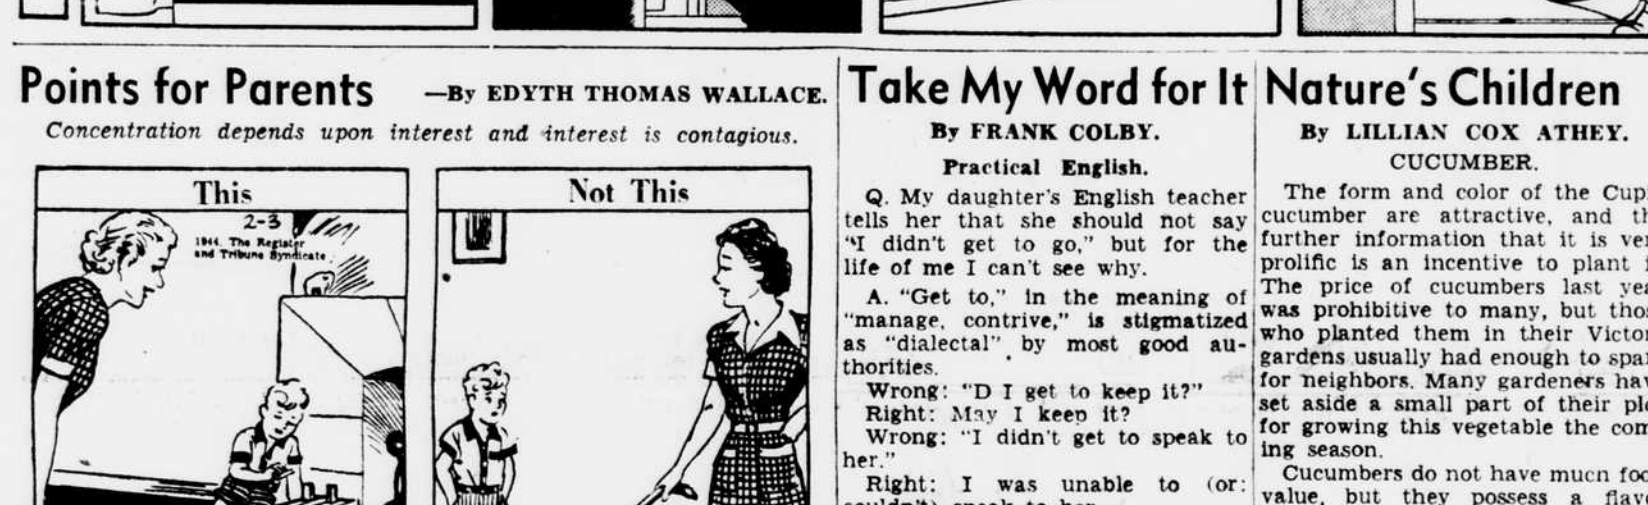 Points for Parents —By EDYTH THOMAS WALLACE.
Concentration depends upon interest and interest is contagious.
This
2-3
1944, The Register
and Tribune Syndicate
Not This
Take My Word for It
By FRANK COLBY.
Practical English.
Q. My daughter's English teacher
tells her that she should not say
"I didn't get to go," but for the
life of me I can't see why.
A. "Get to," in the meaning of
"manage, contrive," is stigmatized
as "dialectal" by most good au-
thorities.
Wrong: "D I get to keep it?"
Right: May I keep it?
Wrong: "I didn't get to speak to
her."
Right: I was unable to (or:
couldn't) speak to her.
Nature's Children
By LILLIAN COX ATHEY.
CUCUMBER.
The form and color of the
cucumber are attractive, and
further information that it is
prolific is an incentive to plant
The price of cucumbers last
was prohibitive to many, but
who planted them in their
gardens usually had enough to
for neighbors. Many gardeners
set aside a small part of their
for growing this vegetable the com-
ing season.
Cucumbers do not have much
value, but they possess a